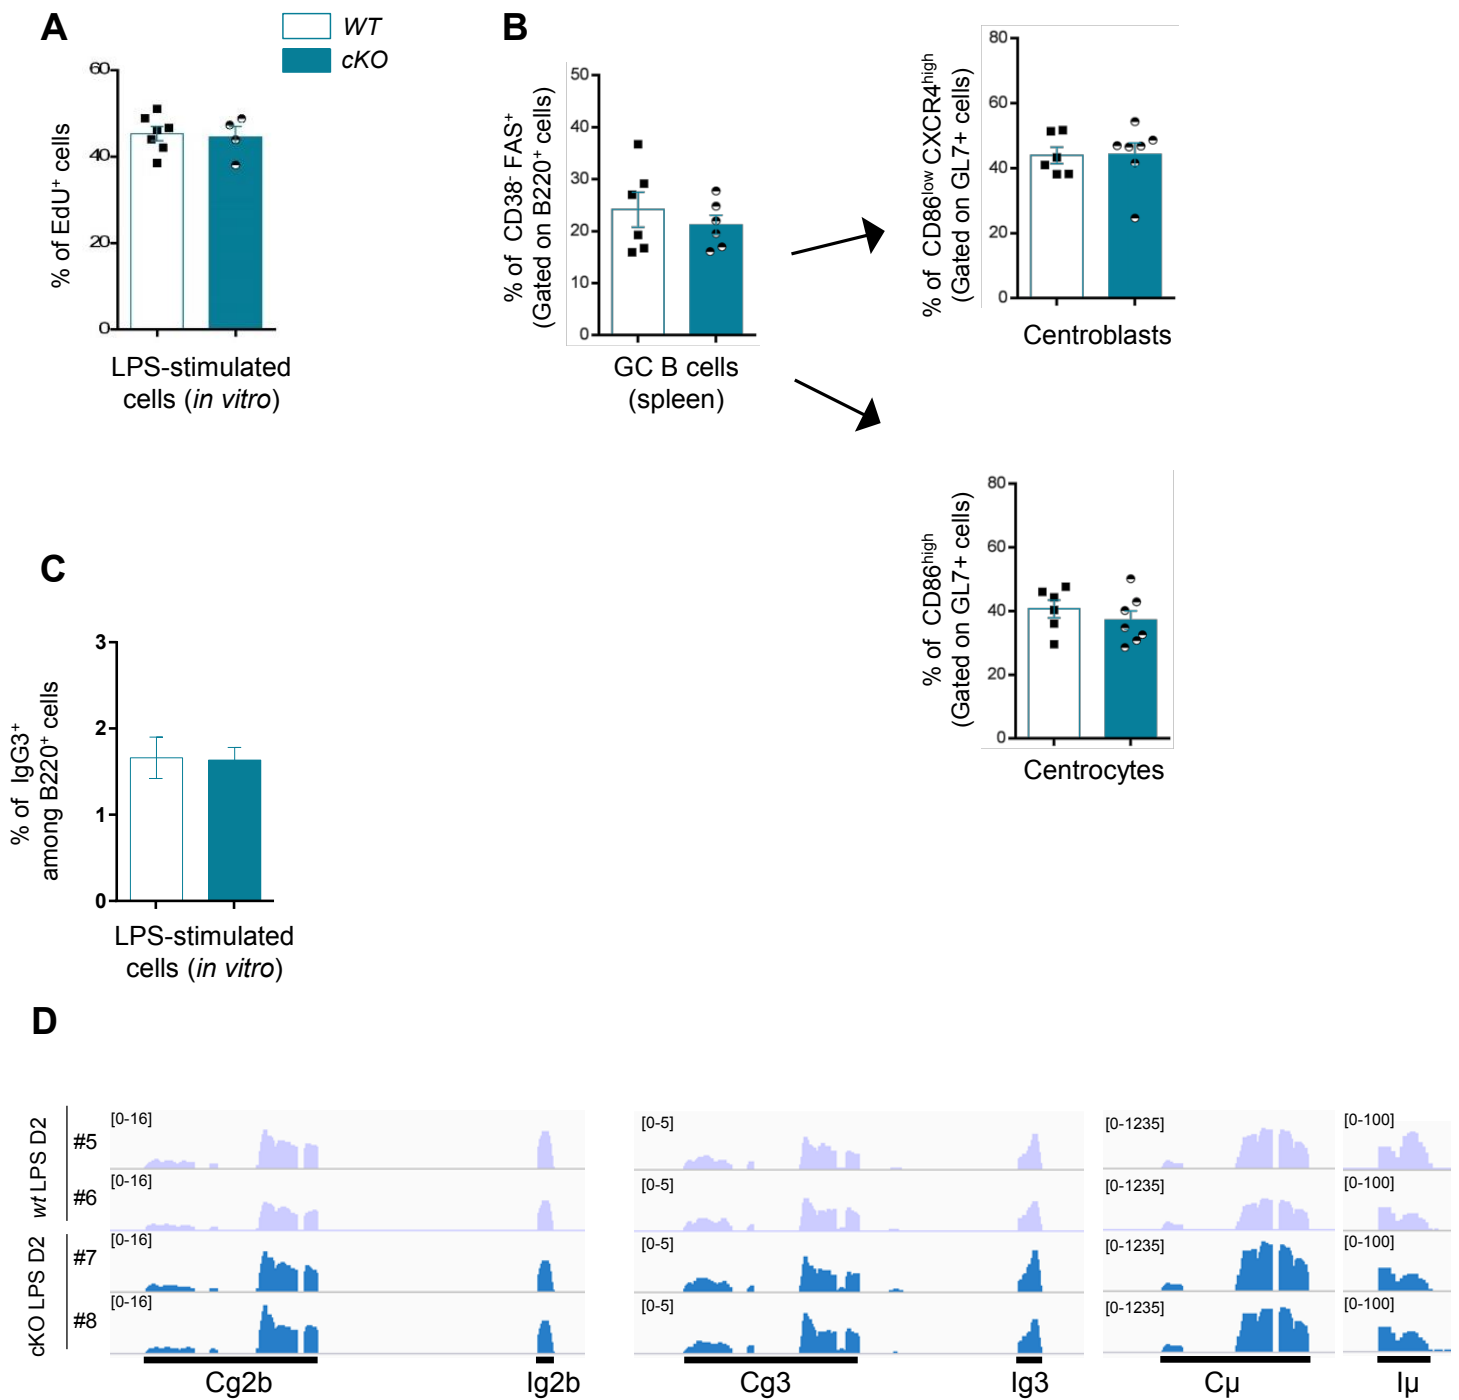 A
WT
cKO
% of EdU⁺ cells
60
40
20
0
LPS-stimulated
cells (in vitro)
B
% of CD38⁻ FAS⁺
(Gated on B220⁺ cells)
50
40
30
20
10
0
GC B cells
(spleen)
% of CD86ˡᵒʷ CXCR4ʰⁱᵍʰ
(Gated on GL7+ cells)
80
60
40
20
0
Centroblasts
% of CD86ʰⁱᵍʰ
(Gated on GL7+ cells)
80
60
40
20
0
Centrocytes
C
% of IgG3⁺
among B220⁺ cells
3
2
1
0
LPS-stimulated
cells (in vitro)
D
wt LPS D2
#5
[0-16]
[0-5]
[0-1235]
[0-100]
#6
[0-16]
[0-5]
[0-1235]
[0-100]
cKO LPS D2
#7
[0-16]
[0-5]
[0-1235]
[0-100]
#8
[0-16]
[0-5]
[0-1235]
[0-100]
Cg2b
Ig2b
Cg3
Ig3
Cµ
Iµ